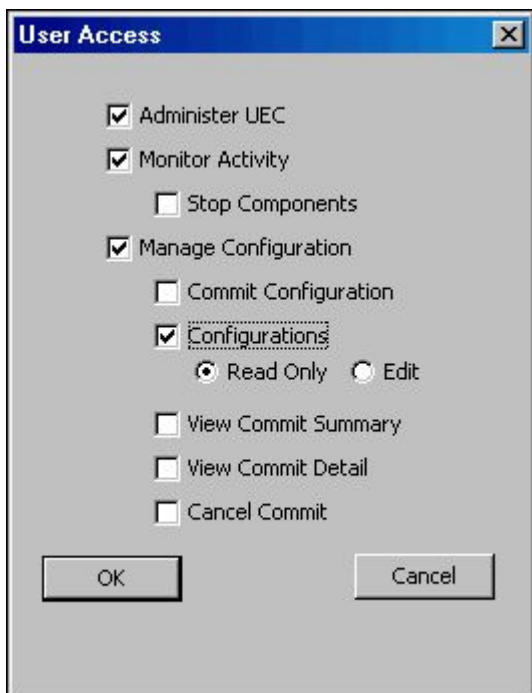 User Access
Administer UEC
Monitor Activity
Stop Components
Manage Configuration
Commit Configuration
Configurations
Read Only Edit
View Commit Summary
View Commit Detail
Cancel Commit
OK Cancel